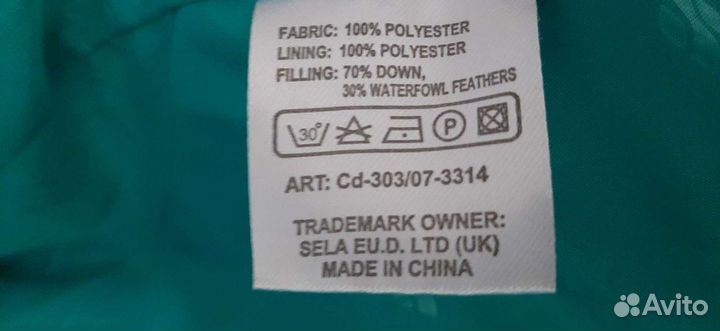 FABRIC: 100% POLYESTER
LINING: 100% POLYESTER
FILLING: 70% DOWN,
30% WATERFOWL FEATHERS
30° P
ART: Cd-303/07-3314
TRADEMARK OWNER:
SELA EU.D. LTD (UK)
MADE IN CHINA
Avito